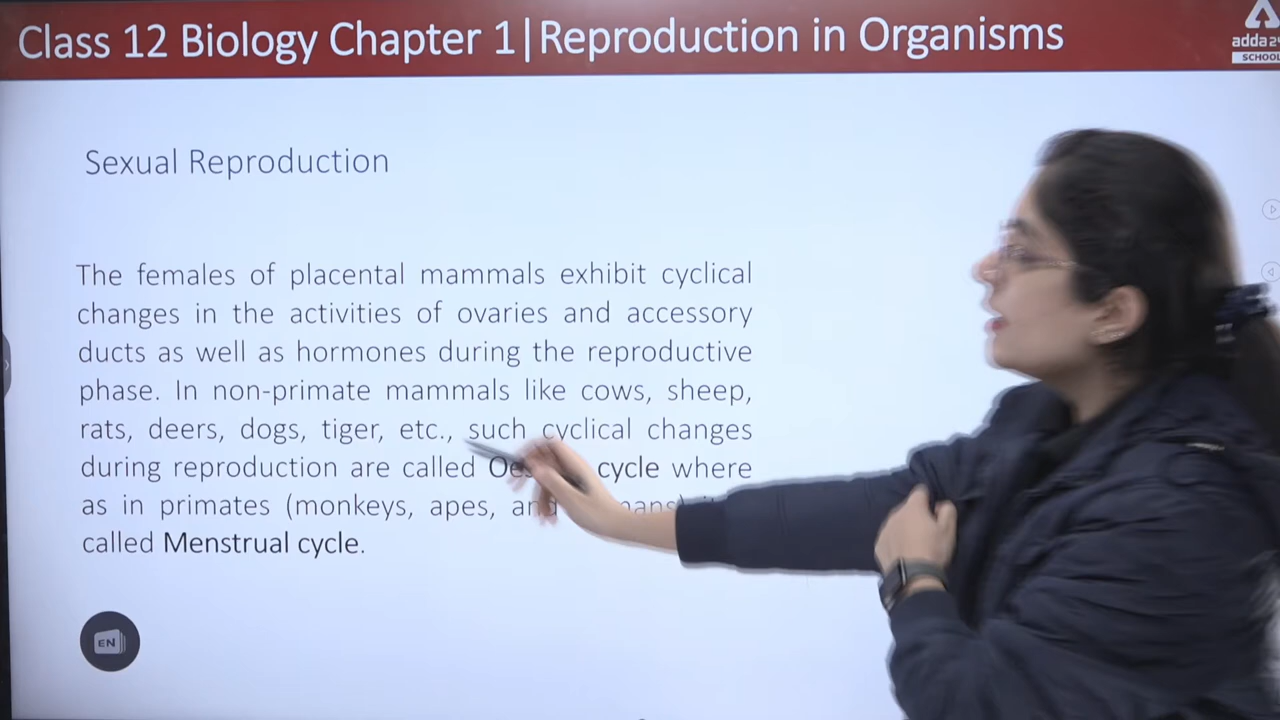 Class 12 Biology Chapter 1|Reproduction in Organisms
adda24
SCHOOL
Sexual Reproduction
The females of placental mammals exhibit cyclical
changes in the activities of ovaries and accessory
ducts as well as hormones during the reproductive
phase. In non-primate mammals like cows, sheep,
rats, deers, dogs, tiger, etc., such cyclical changes
during reproduction are called cycle where
as in primates (monkeys, apes, and
called Menstrual cycle.
EN